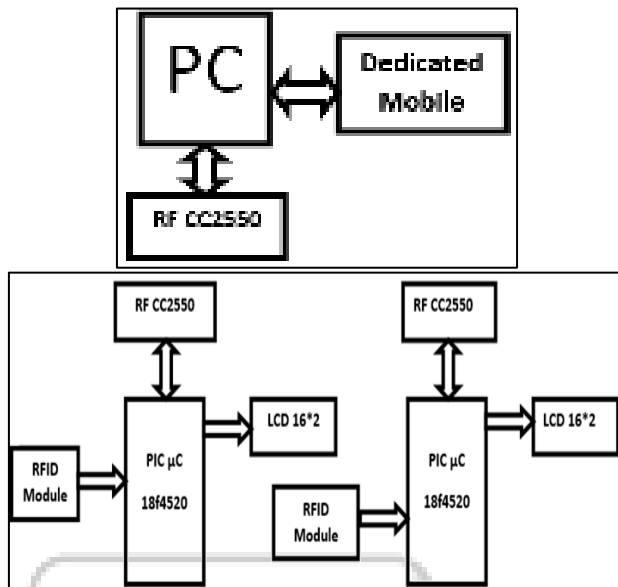 PC
Dedicated
Mobile
RF CC2550
RF CC2550
RF CC2550
LCD 16*2
LCD 16*2
PIC µC
18f4520
RFID
Module
PIC µC
18f4520
RFID
Module